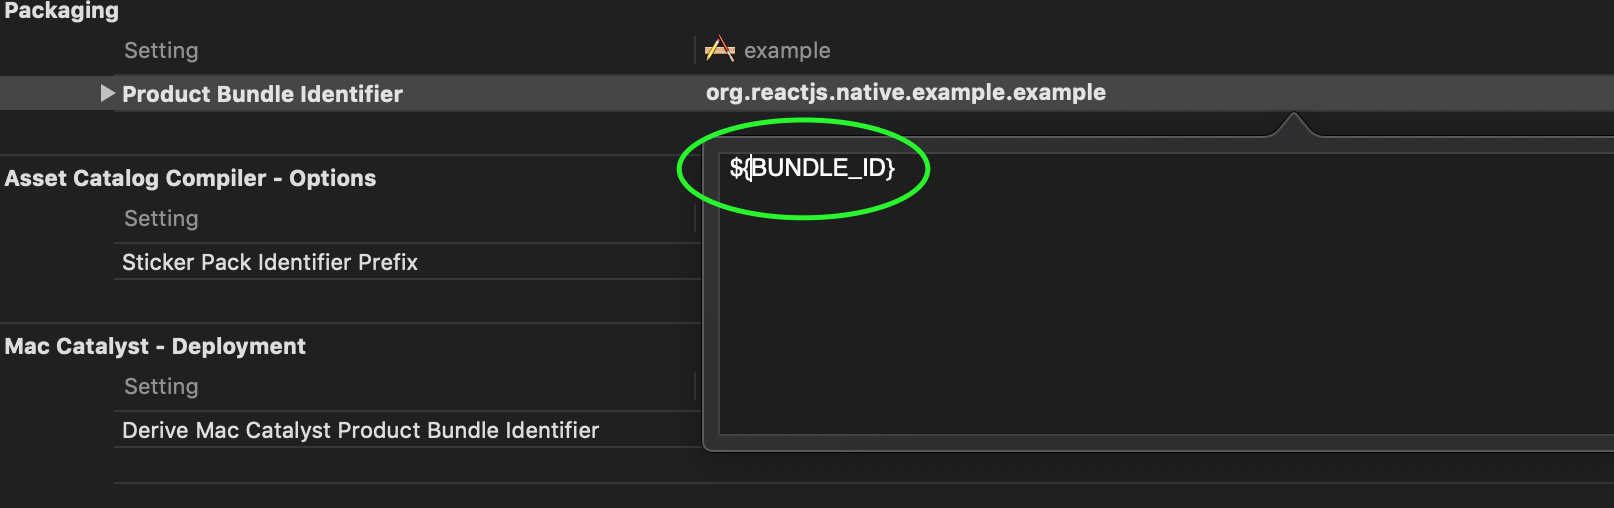 Packaging
Setting example
Product Bundle Identifier org.reactjs.native.example.example
${BUNDLE_ID}
Asset Catalog Compiler - Options
Setting
Sticker Pack Identifier Prefix
Mac Catalyst - Deployment
Setting
Derive Mac Catalyst Product Bundle Identifier